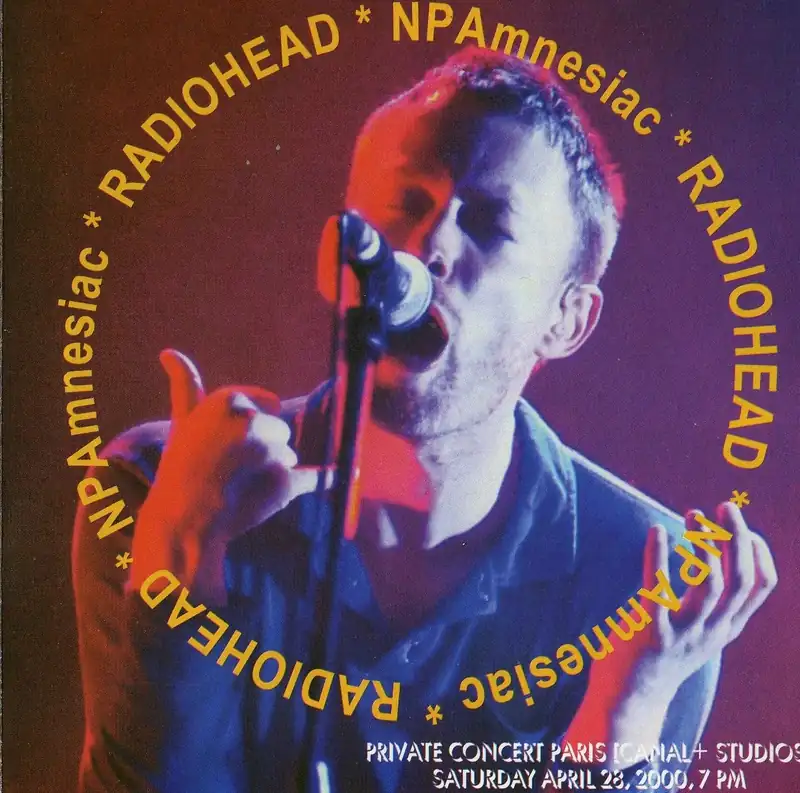 RADIOHEAD * NPAmnesiac * RADIOHEAD * NPAmnesiac * RADIOHEAD * NPAmnesiac *
PRIVATE CONCERT PARIS [CANAL+ STUDIOS
SATURDAY APRIL 28, 2000, 7 PM